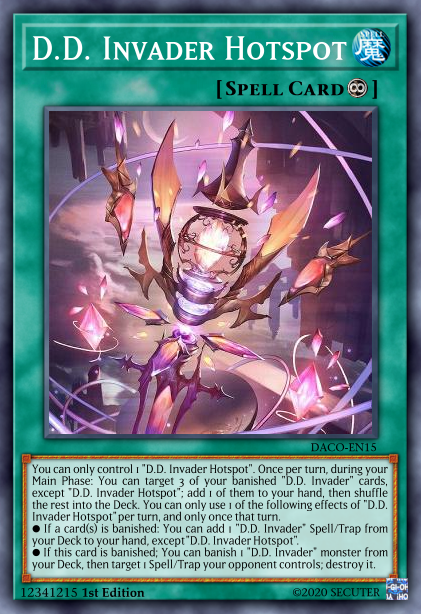 D.D. Invader Hotspot
魔
[Spell Card ]
DACO-EN15
You can only control 1 "D.D. Invader Hotspot". Once per turn, during your
Main Phase: You can target 3 of your banished "D.D. Invader" cards,
except "D.D. Invader Hotspot"; add 1 of them to your hand, then shuffle
the rest into the Deck. You can only use 1 of the following effects of "D.D.
Invader Hotspot" per turn, and only once that turn.
● If a card(s) is banished: You can add 1 "D.D. Invader" Spell/Trap from
your Deck to your hand, except "D.D. Invader Hotspot".
● If this card is banished; You can banish 1 "D.D. Invader" monster from
your Deck, then target 1 Spell/Trap your opponent controls; destroy it.
12341215 1st Edition
©2020 SECUTER